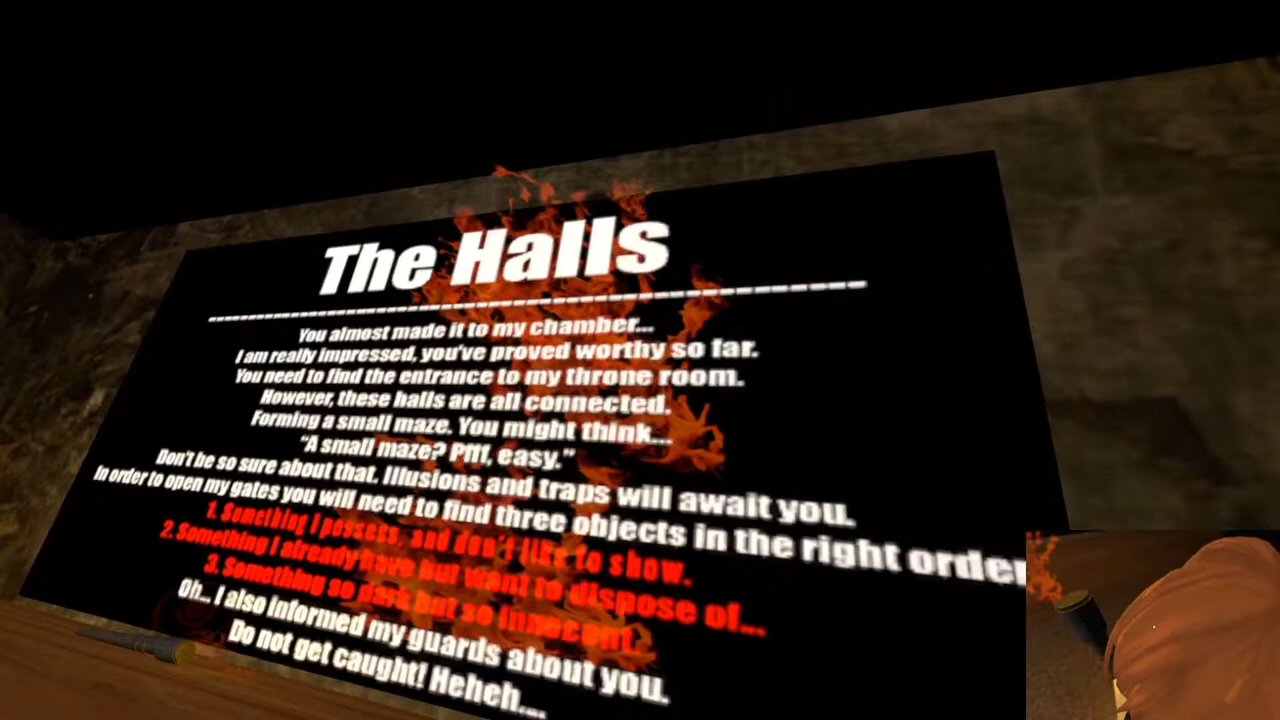 The Halls
You almost made it to my chamber...
I am really impressed, you've proved worthy so far.
You need to find the entrance to my throne room.
However, these halls are all connected.
Forming a small maze. You might think...
"A small maze? Pfff, easy."
Don't be so sure about that. Illusions and traps will await you.
In order to open my gates you will need to find three objects in the right order
1. Something I possess, and don't like to show.
2. Something I already have but want to dispose of...
3. Something so dark but so innocent.
Oh... I also informed my guards about you.
Do not get caught! Heheh...